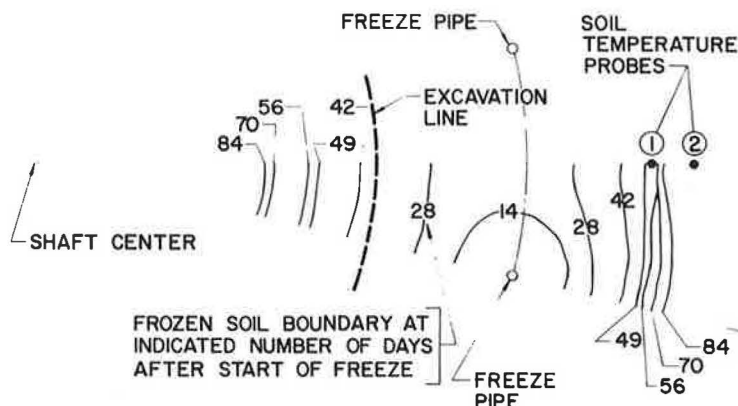 FREEZE PIPE
SOIL
TEMPERATURE
PROBES
EXCAVATION
LINE
42
56
70
84
49
1
2
SHAFT CENTER
28
14
28
42
FROZEN SOIL BOUNDARY AT
INDICATED NUMBER OF DAYS
AFTER START OF FREEZE
FREEZE
PIPE
49
84
70
56